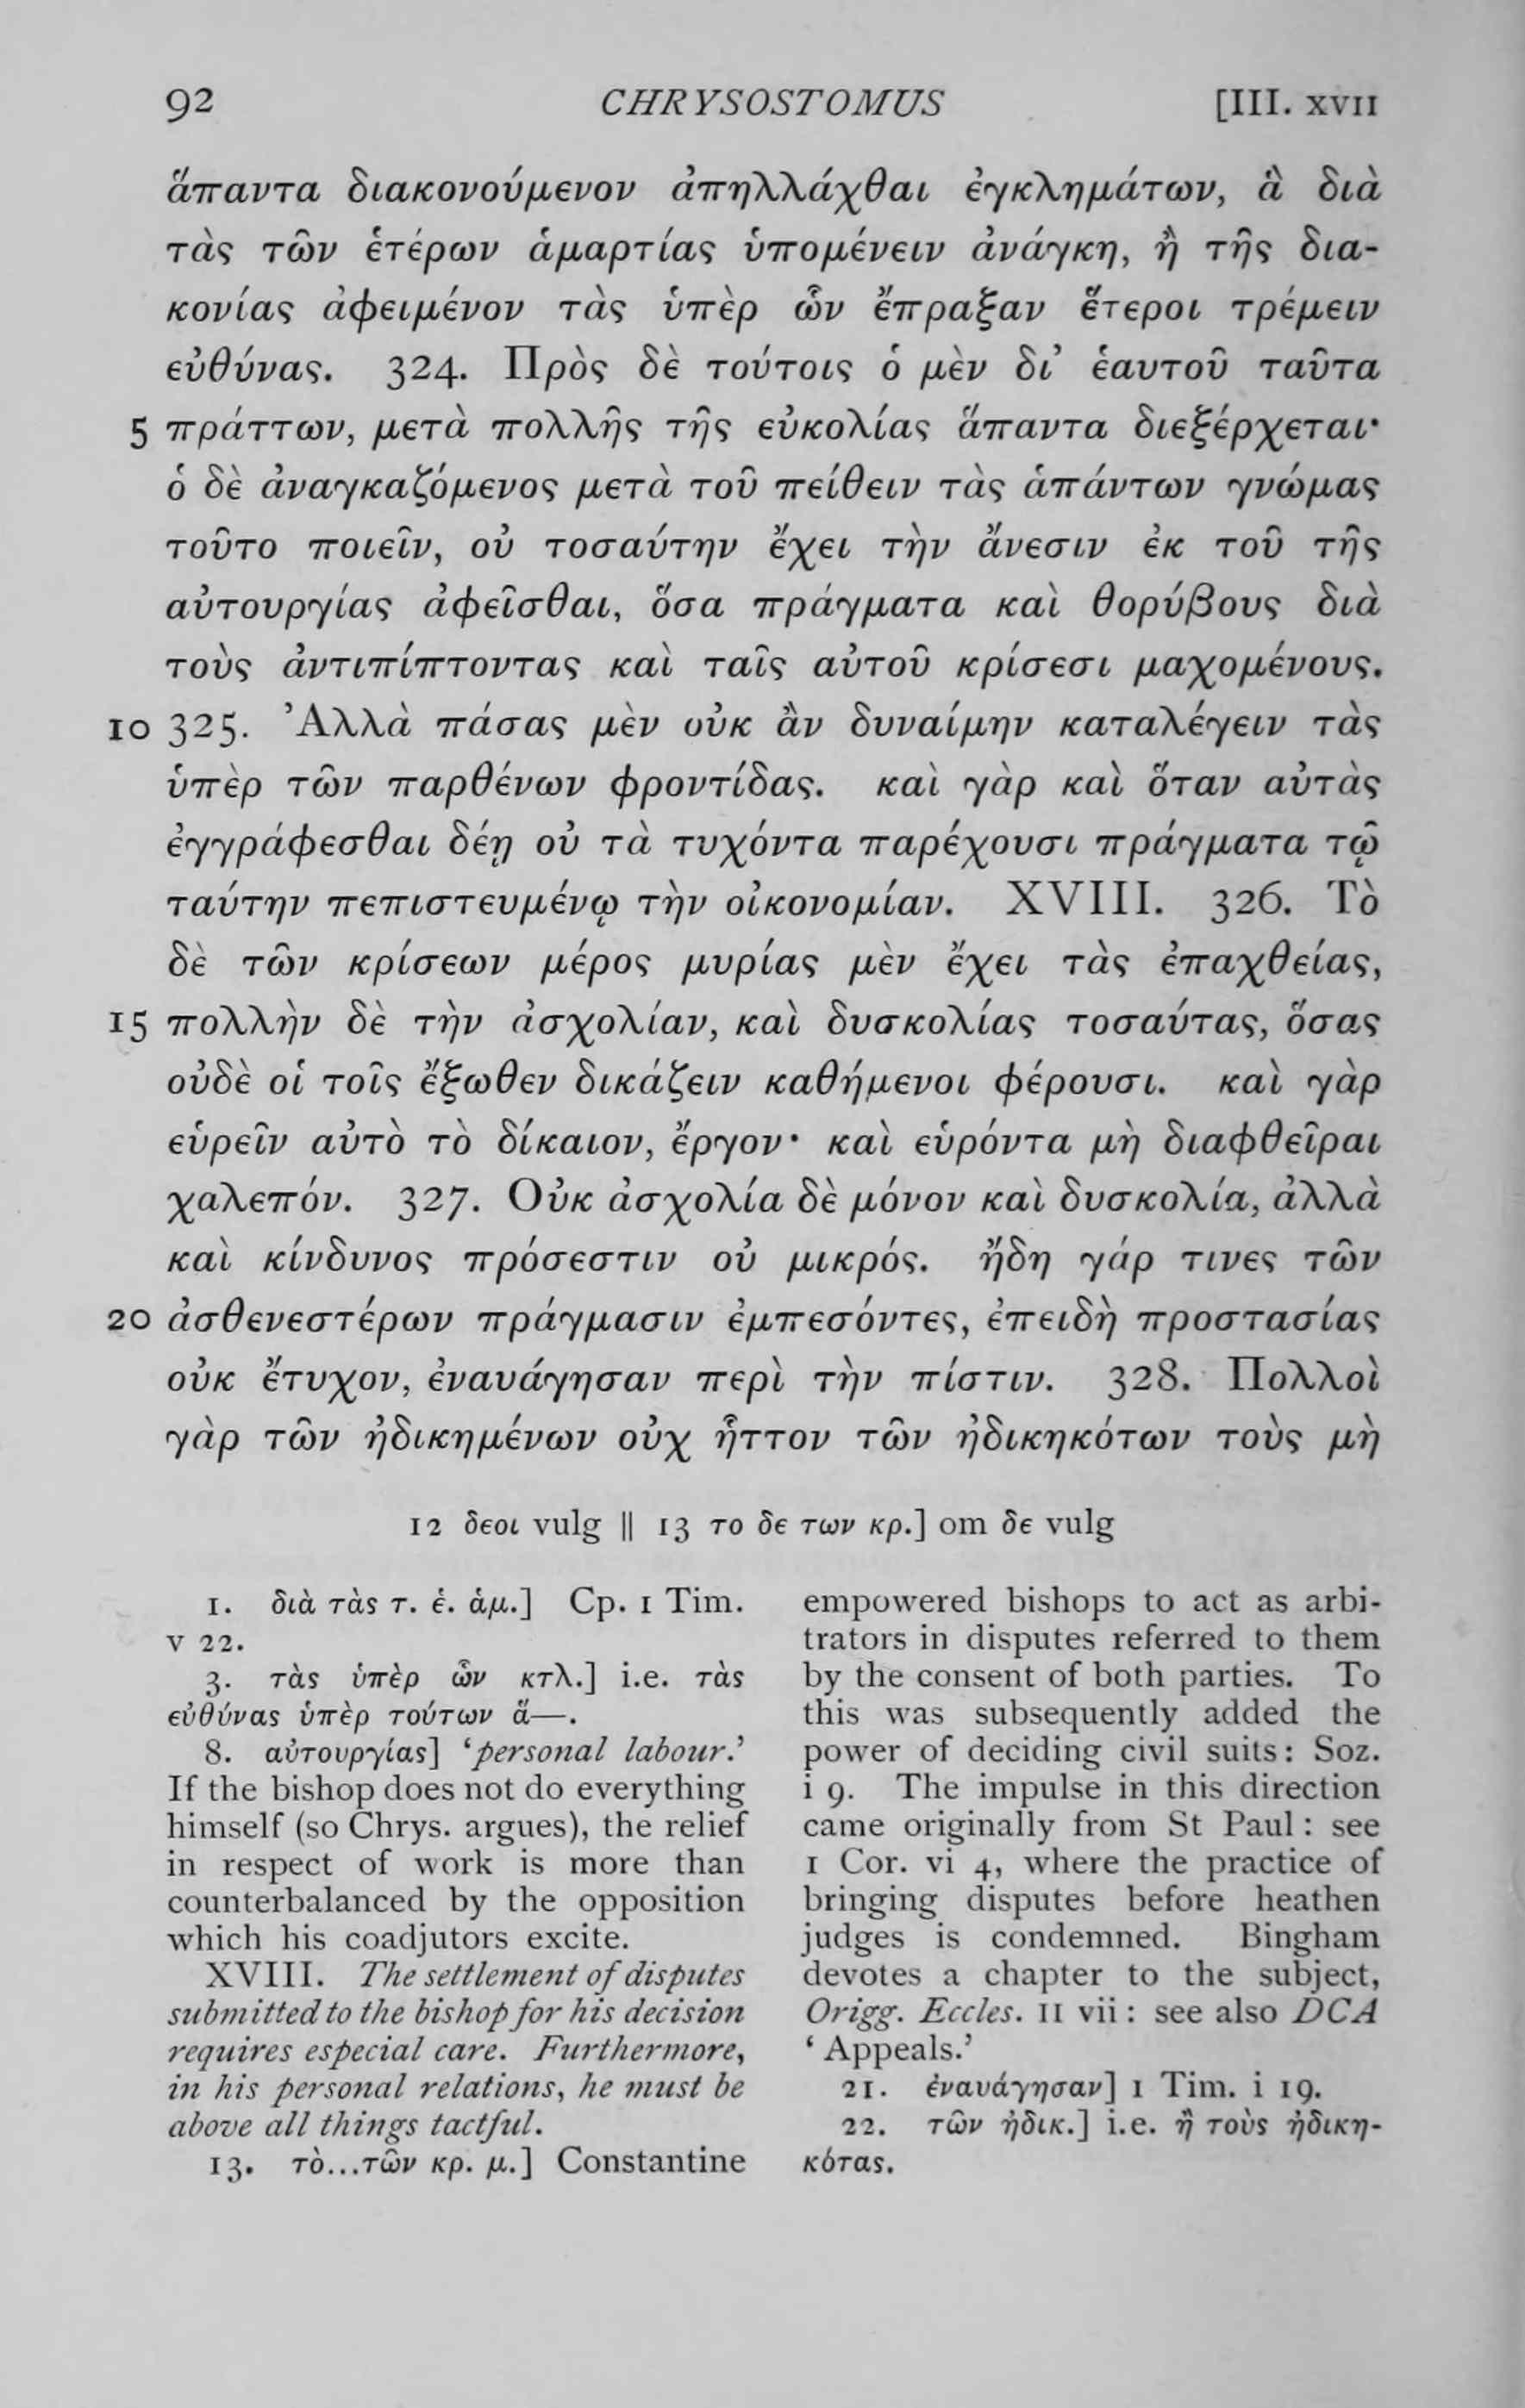 92 CHRYSOSTOMUS [III. XVII
ἅπαντα διακονούμενον ἀπηλλάχθαι ἐγκλημάτων, ἃ διὰ
τὰς τῶν ἑτέρων ἁμαρτίας ὑπομένειν ἀνάγκη, ἢ τῆς δια-
κονίας ἀφειμένον τὰς ὑπὲρ ὧν ἔπραξαν ἕτεροι τρέμειν
εὐθύνας. 324. Πρὸς δὲ τούτοις ὁ μὲν δι’ ἑαυτοῦ ταῦτα
5 πράττων, μετὰ πολλῆς τῆς εὐκολίας ἅπαντα διεξέρχεται·
ὁ δὲ ἀναγκαζόμενος μετὰ τοῦ πείθειν τὰς ἁπάντων γνώμας
τοῦτο ποιεῖν, οὐ τοσαύτην ἔχει τὴν ἄνεσιν ἐκ τοῦ τῆς
αὐτουργίας ἀφεῖσθαι, ὅσα πράγματα καὶ θορύβους διὰ
τοὺς ἀντιπίπτοντας καὶ ταῖς αὐτοῦ κρίσεσι μαχομένους.
10 325. Ἀλλὰ πάσας μὲν οὐκ ἂν δυναίμην καταλέγειν τὰς
ὑπὲρ τῶν παρθένων φροντίδας. καὶ γὰρ καὶ ὅταν αὐτὰς
ἐγγράφεσθαι δέῃ οὐ τὰ τυχόντα παρέχουσι πράγματα τῷ
ταύτην πεπιστευμένῳ τὴν οἰκονομίαν. XVIII. 326. Τὸ
δὲ τῶν κρίσεων μέρος μυρίας μὲν ἔχει τὰς ἐπαχθείας,
15 πολλὴν δὲ τὴν ἀσχολίαν, καὶ δυσκολίας τοσαύτας, ὅσας
οὐδὲ οἱ τοῖς ἔξωθεν δικάζειν καθήμενοι φέρουσι. καὶ γὰρ
εὑρεῖν αὐτὸ τὸ δίκαιον, ἔργον· καὶ εὑρόντα μὴ διαφθεῖραι
χαλεπόν. 327. Οὐκ ἀσχολία δὲ μόνον καὶ δυσκολία, ἀλλὰ
καὶ κίνδυνος πρόσεστιν οὐ μικρός. ἤδη γάρ τινες τῶν
20 ἀσθενεστέρων πράγμασιν ἐμπεσόντες, ἐπειδὴ προστασίας
οὐκ ἔτυχον, ἐναυάγησαν περὶ τὴν πίστιν. 328. Πολλοὶ
γὰρ τῶν ἠδικημένων οὐχ ἧττον τῶν ἠδικηκότων τοὺς μὴ
12 δεοι vulg || 13 το δε των κρ.] om δε vulg
1. διὰ τὰς τ. ἑ. ἁμ.] Cp. 1 Tim.
v 22.
3. τὰς ὑπὲρ ὧν κτλ.] i.e. τὰς
εὐθύνας ὑπὲρ τούτων ἅ—.
8. αὐτουργίας] ‘personal labour.’
If the bishop does not do everything
himself (so Chrys. argues), the relief
in respect of work is more than
counterbalanced by the opposition
which his coadjutors excite.
XVIII. The settlement of disputes
submitted to the bishop for his decision
requires especial care. Furthermore,
in his personal relations, he must be
above all things tactful.
13. τὸ...τῶν κρ. μ.] Constantine
empowered bishops to act as arbi-
trators in disputes referred to them
by the consent of both parties. To
this was subsequently added the
power of deciding civil suits: Soz.
i 9. The impulse in this direction
came originally from St Paul: see
1 Cor. vi 4, where the practice of
bringing disputes before heathen
judges is condemned. Bingham
devotes a chapter to the subject,
Origg. Eccles. II vii: see also DCA
‘Appeals.’
21. ἐναυάγησαν] 1 Tim. i 19.
22. τῶν ἠδικ.] i.e. ἢ τοὺς ἠδικη-
κότας.